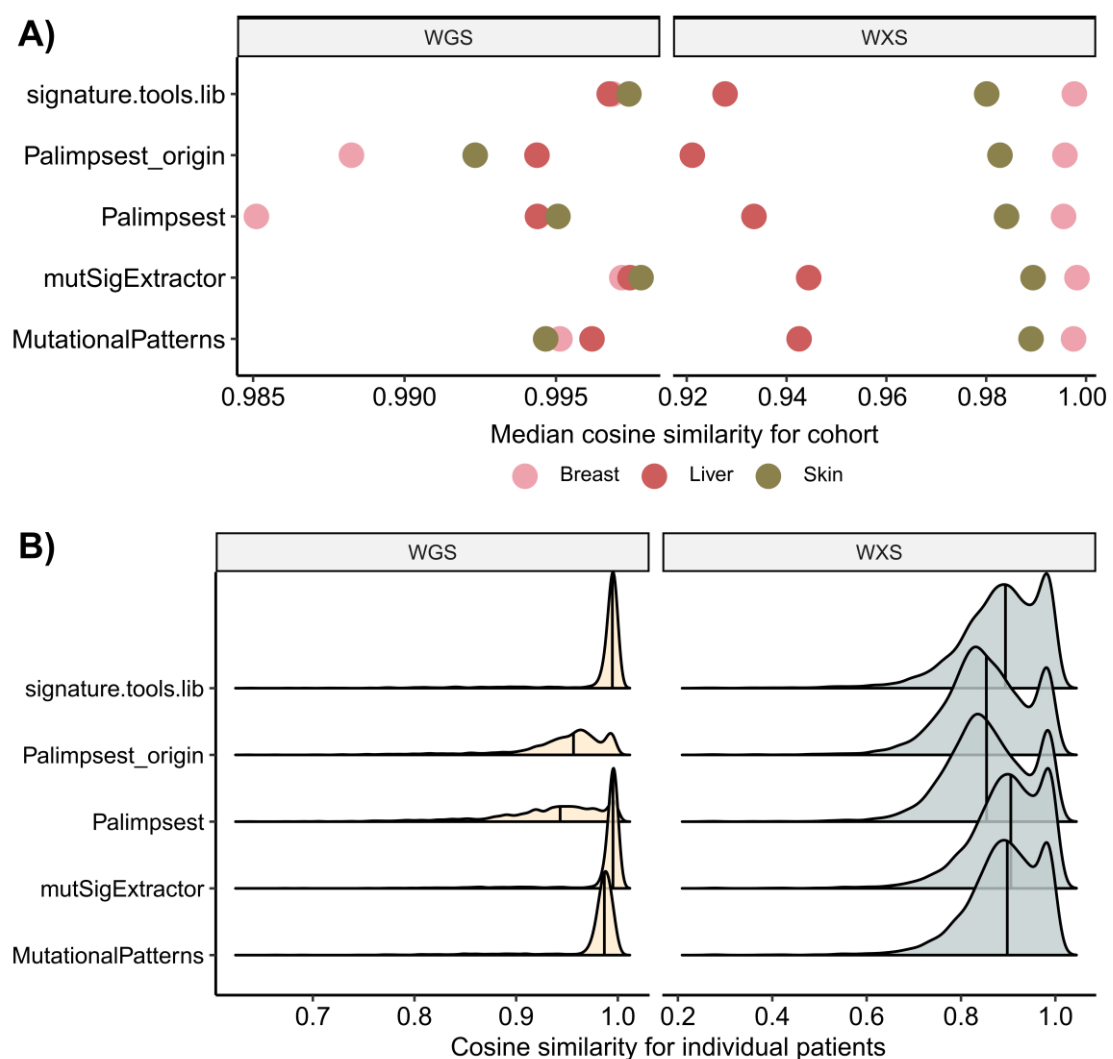 A)
WGS WXS
signature.tools.lib
Palimpsest_origin
Palimpsest
mutSigExtractor
MutationalPatterns
0.985 0.990 0.995 0.92 0.94 0.96 0.98 1.00
Median cosine similarity for cohort
Breast Liver Skin
B)
WGS WXS
signature.tools.lib
Palimpsest_origin
Palimpsest
mutSigExtractor
MutationalPatterns
0.7 0.8 0.9 1.0 0.2 0.4 0.6 0.8 1.0
Cosine similarity for individual patients